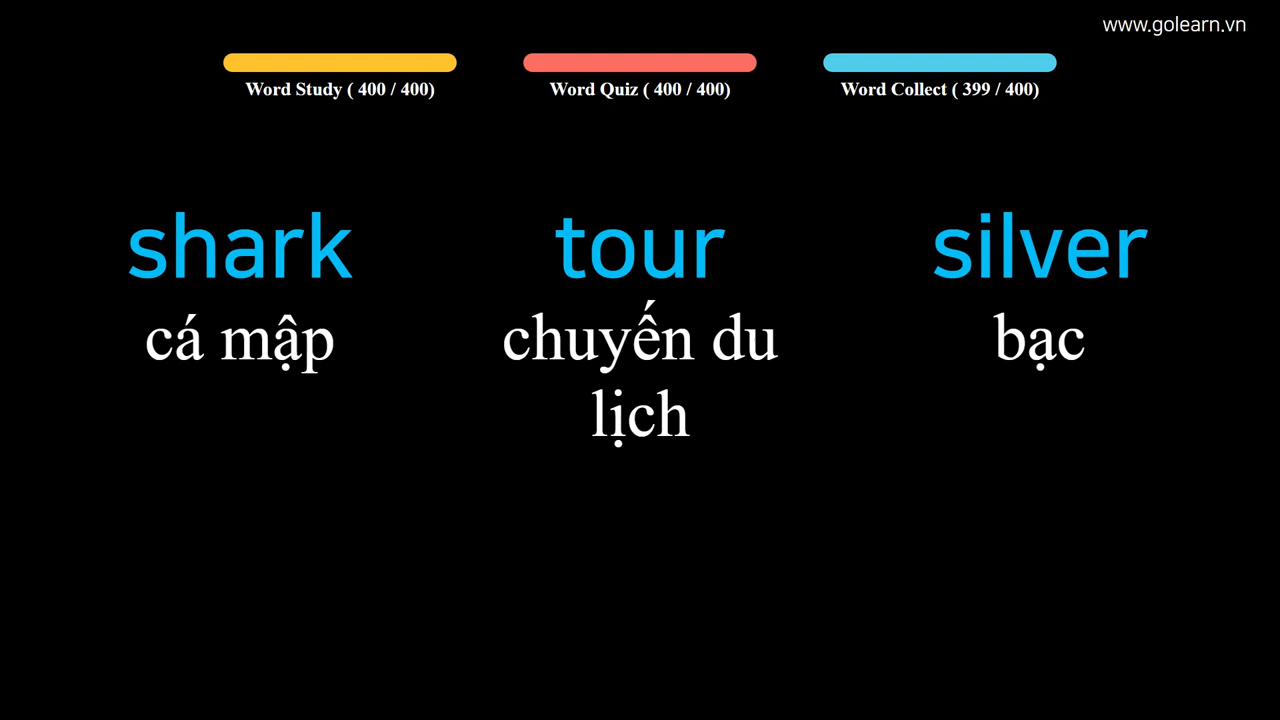 www.golearn.vn
Word Study ( 400 / 400)
Word Quiz ( 400 / 400)
Word Collect ( 399 / 400)
shark
cá mập
tour
chuyến du
lịch
silver
bạc